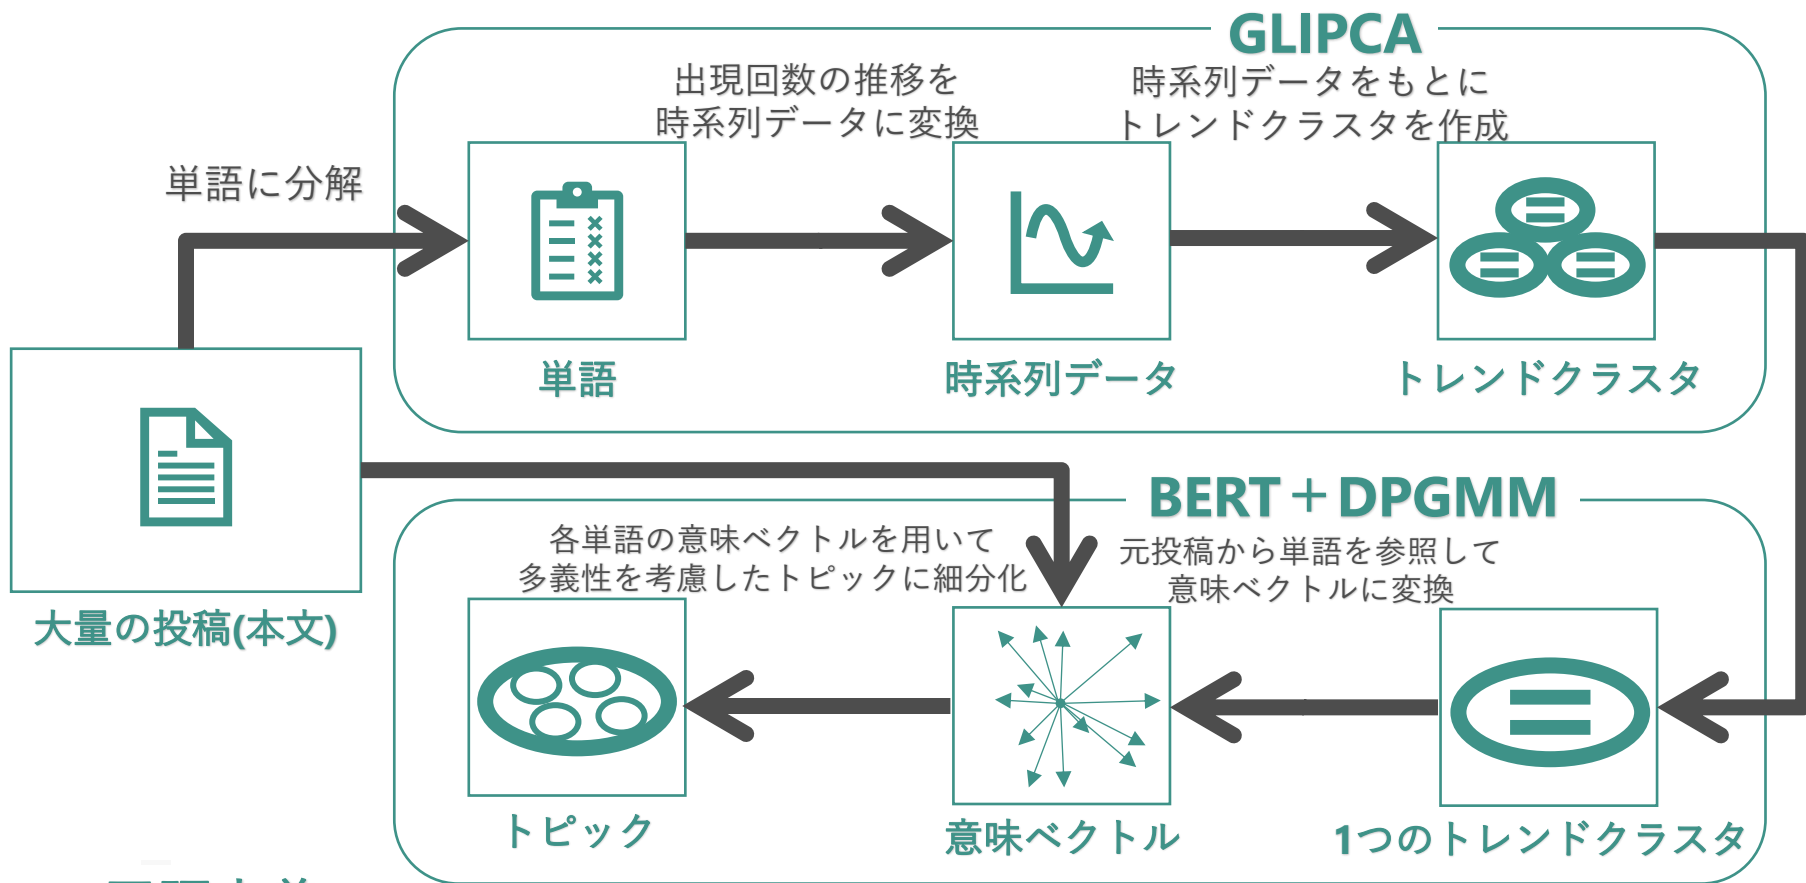 GLIPCA
出現回数の推移を
時系列データに変換
時系列データをもとに
トレンドクラスタを作成
単語に分解
単語
時系列データ
トレンドクラスタ
大量の投稿(本文)
BERT＋DPGMM
元投稿から単語を参照して
意味ベクトルに変換
各単語の意味ベクトルを用いて
多義性を考慮したトピックに細分化
トピック
意味ベクトル
1つのトレンドクラスタ